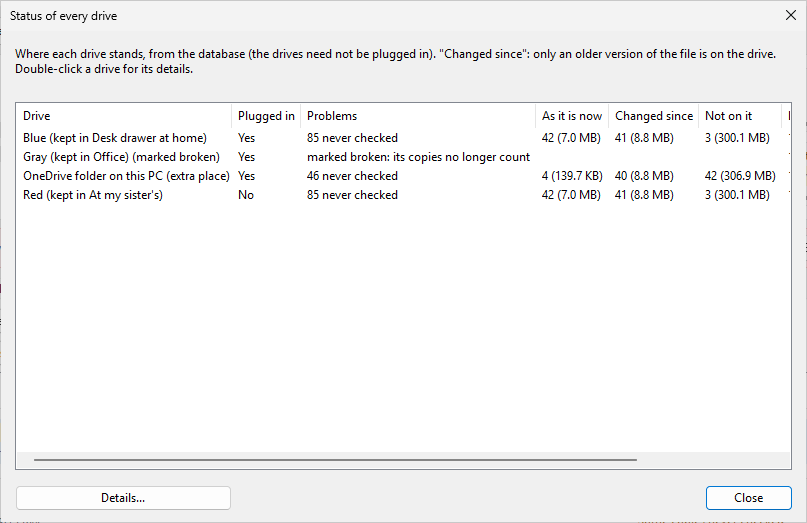 Status of every drive
Where each drive stands, from the database (the drives need not be plugged in). "Changed since": only an older version of the file is on the drive.
Double-click a drive for its details.
Drive Plugged in Problems As it is now Changed since Not on it
Blue (kept in Desk drawer at home) Yes 85 never checked 42 (7.0 MB) 41 (8.8 MB) 3 (300.1 MB)
Gray (kept in Office) (marked broken) Yes marked broken: its copies no longer count
OneDrive folder on this PC (extra place) Yes 46 never checked 4 (139.7 KB) 40 (8.8 MB) 42 (306.9 MB)
Red (kept in At my sister's) No 85 never checked 42 (7.0 MB) 41 (8.8 MB) 3 (300.1 MB)
Details... Close